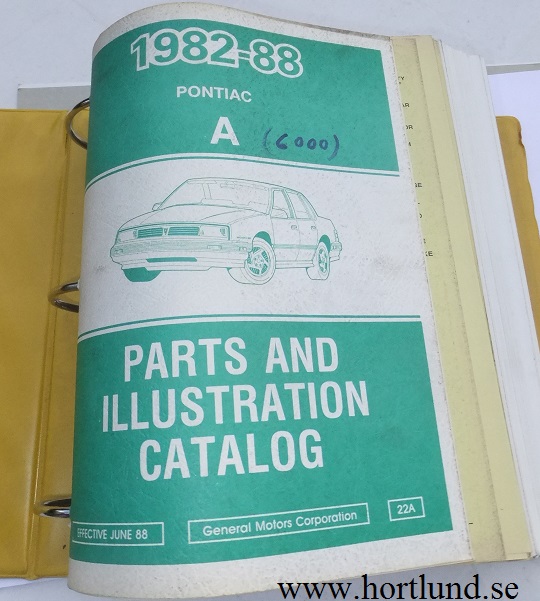 1982-88
PONTIAC
A (6000)
PARTS AND
ILLUSTRATION
CATALOG
EFFECTIVE JUNE 88
General Motors Corporation
22A
www.hortlund.se